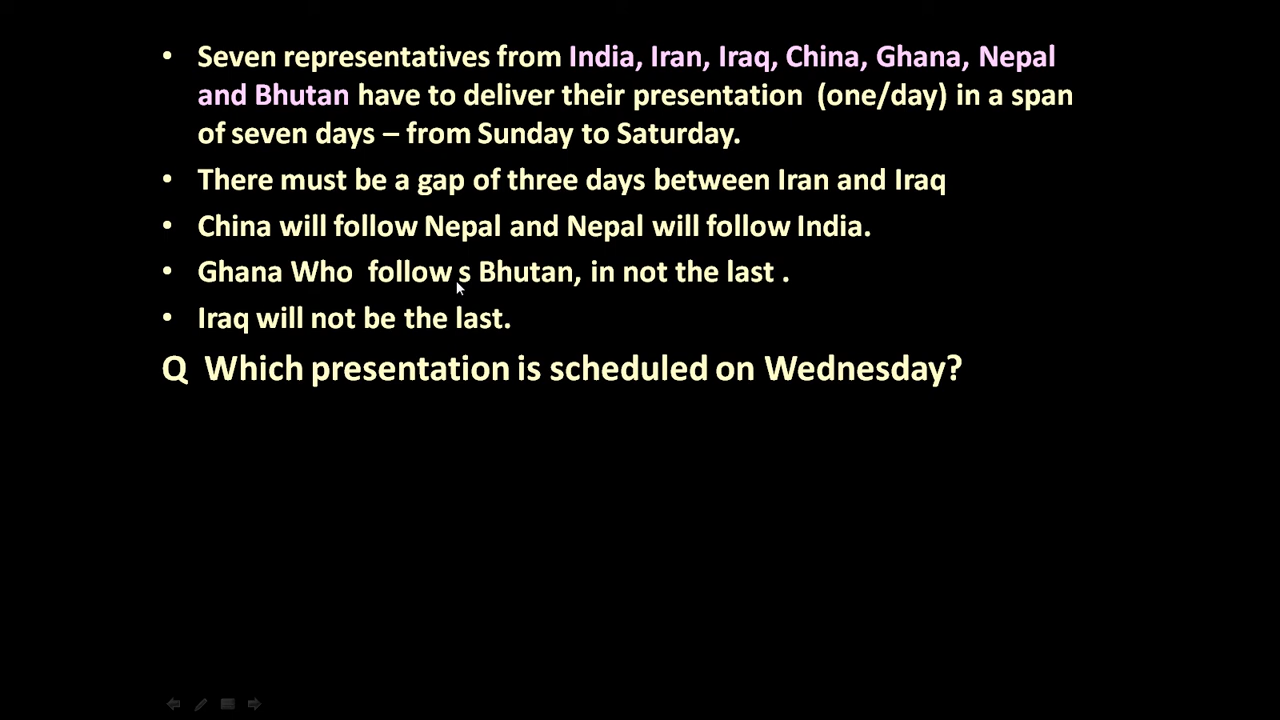 • Seven representatives from India, Iran, Iraq, China, Ghana, Nepal
and Bhutan have to deliver their presentation (one/day) in a span
of seven days – from Sunday to Saturday.
• There must be a gap of three days between Iran and Iraq
• China will follow Nepal and Nepal will follow India.
• Ghana Who follow s Bhutan, in not the last .
• Iraq will not be the last.
Q Which presentation is scheduled on Wednesday?